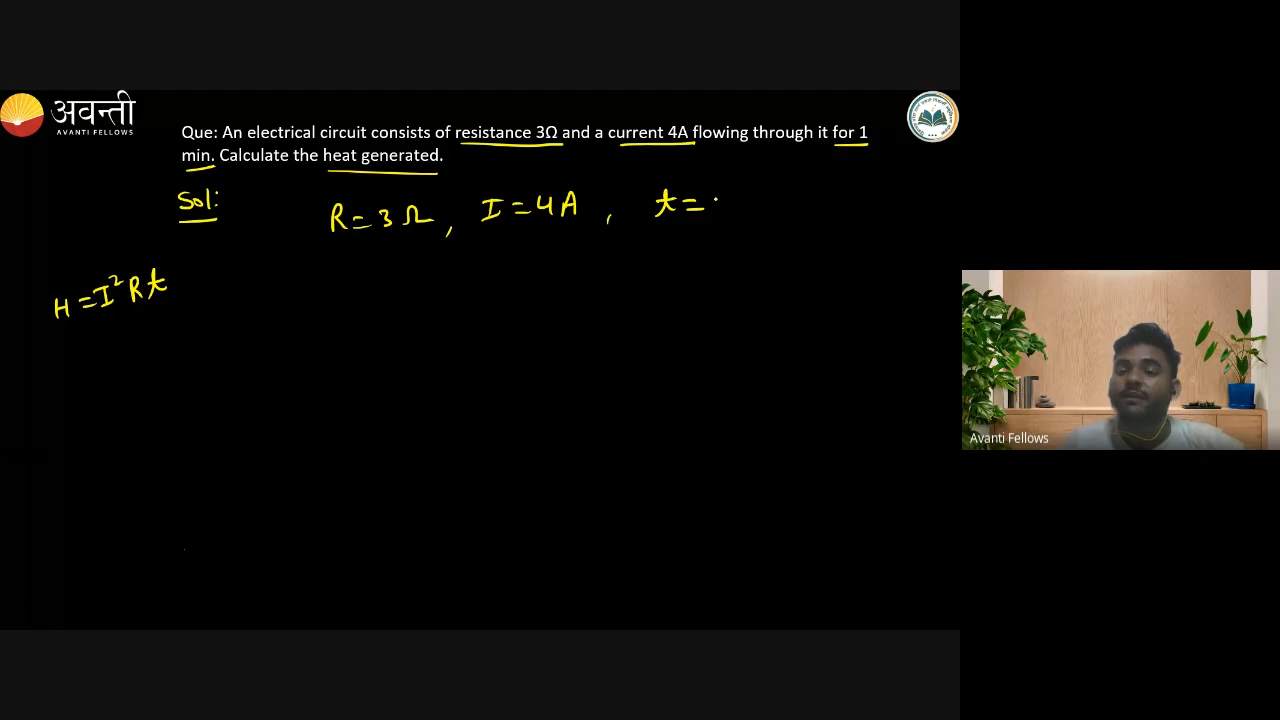 अवन्ती
AVANTI FELLOWS
Que: An electrical circuit consists of resistance 3Ω and a current 4A flowing through it for 1
min. Calculate the heat generated.
Sol:
R = 3 Ω, I = 4 A, t =
H = I² R t
Avanti Fellows